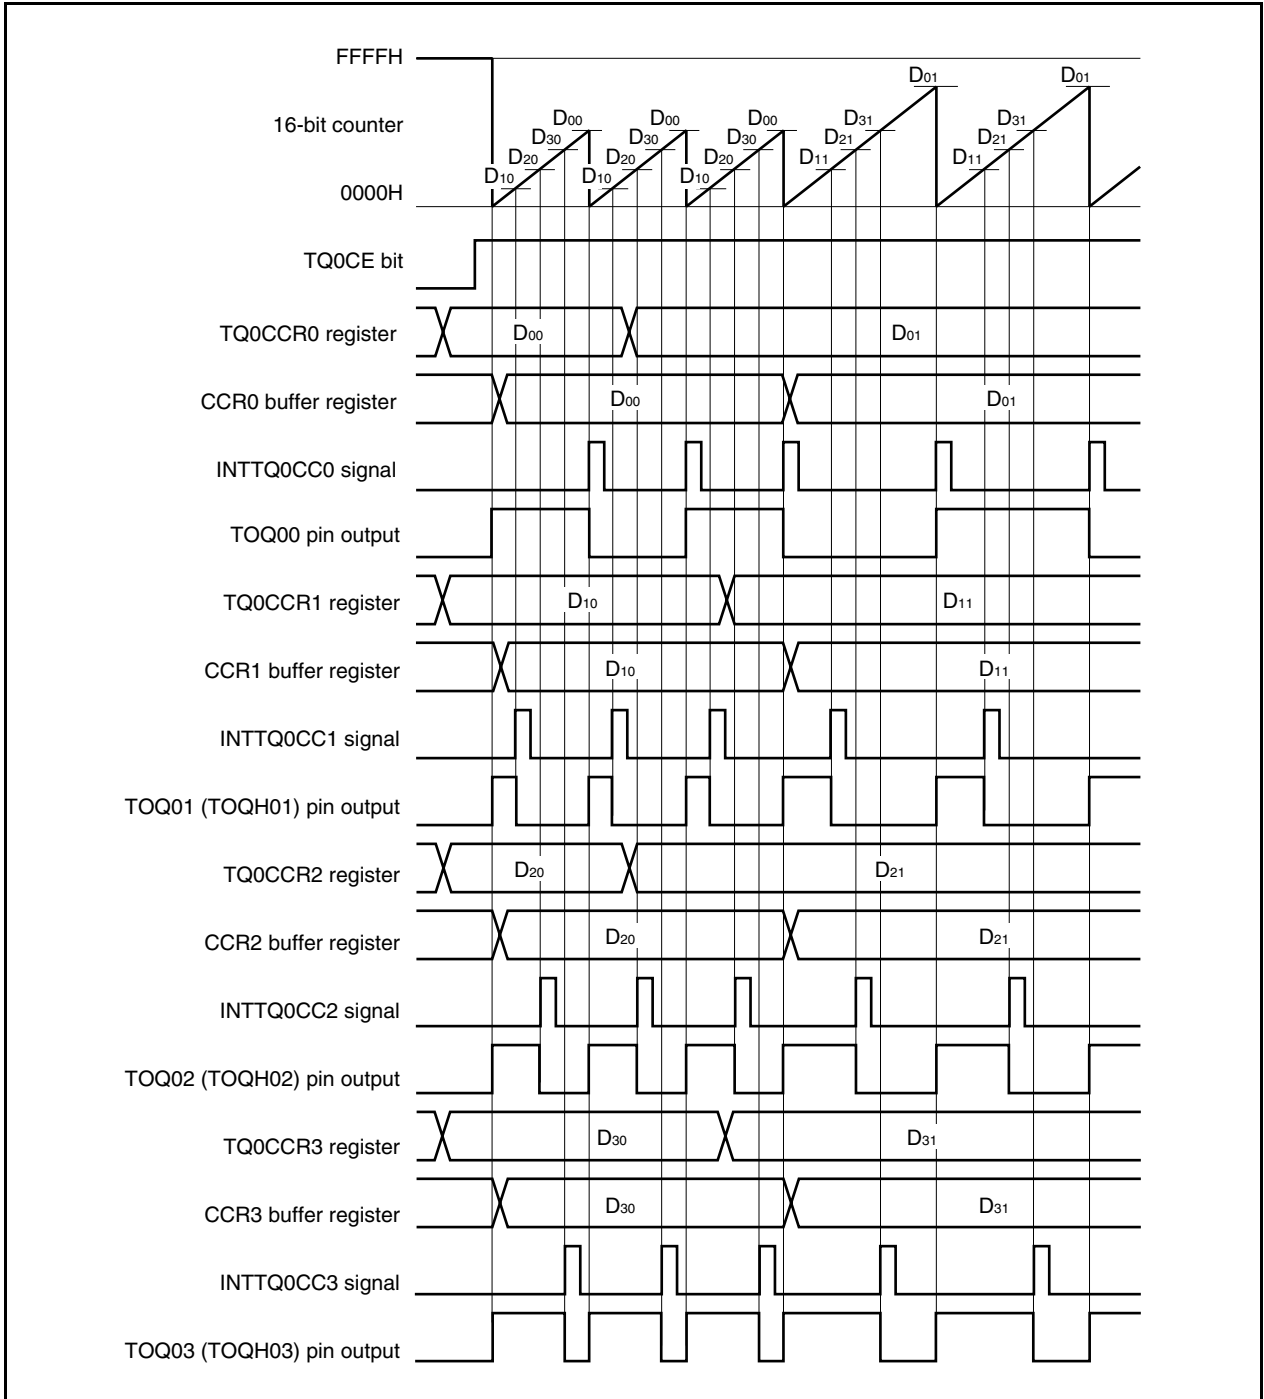 FFFFH
D01 D01
16-bit counter
D00 D00 D00 D31 D31
D30 D30 D30 D21 D21
D20 D20 D20 D11 D11
D10 D10 D10
0000H
TQ0CE bit
TQ0CCR0 register D00 D01
CCR0 buffer register D00 D01
INTTQ0CC0 signal
TOQ00 pin output
TQ0CCR1 register D10 D11
CCR1 buffer register D10 D11
INTTQ0CC1 signal
TOQ01 (TOQH01) pin output
TQ0CCR2 register D20 D21
CCR2 buffer register D20 D21
INTTQ0CC2 signal
TOQ02 (TOQH02) pin output
TQ0CCR3 register D30 D31
CCR3 buffer register D30 D31
INTTQ0CC3 signal
TOQ03 (TOQH03) pin output